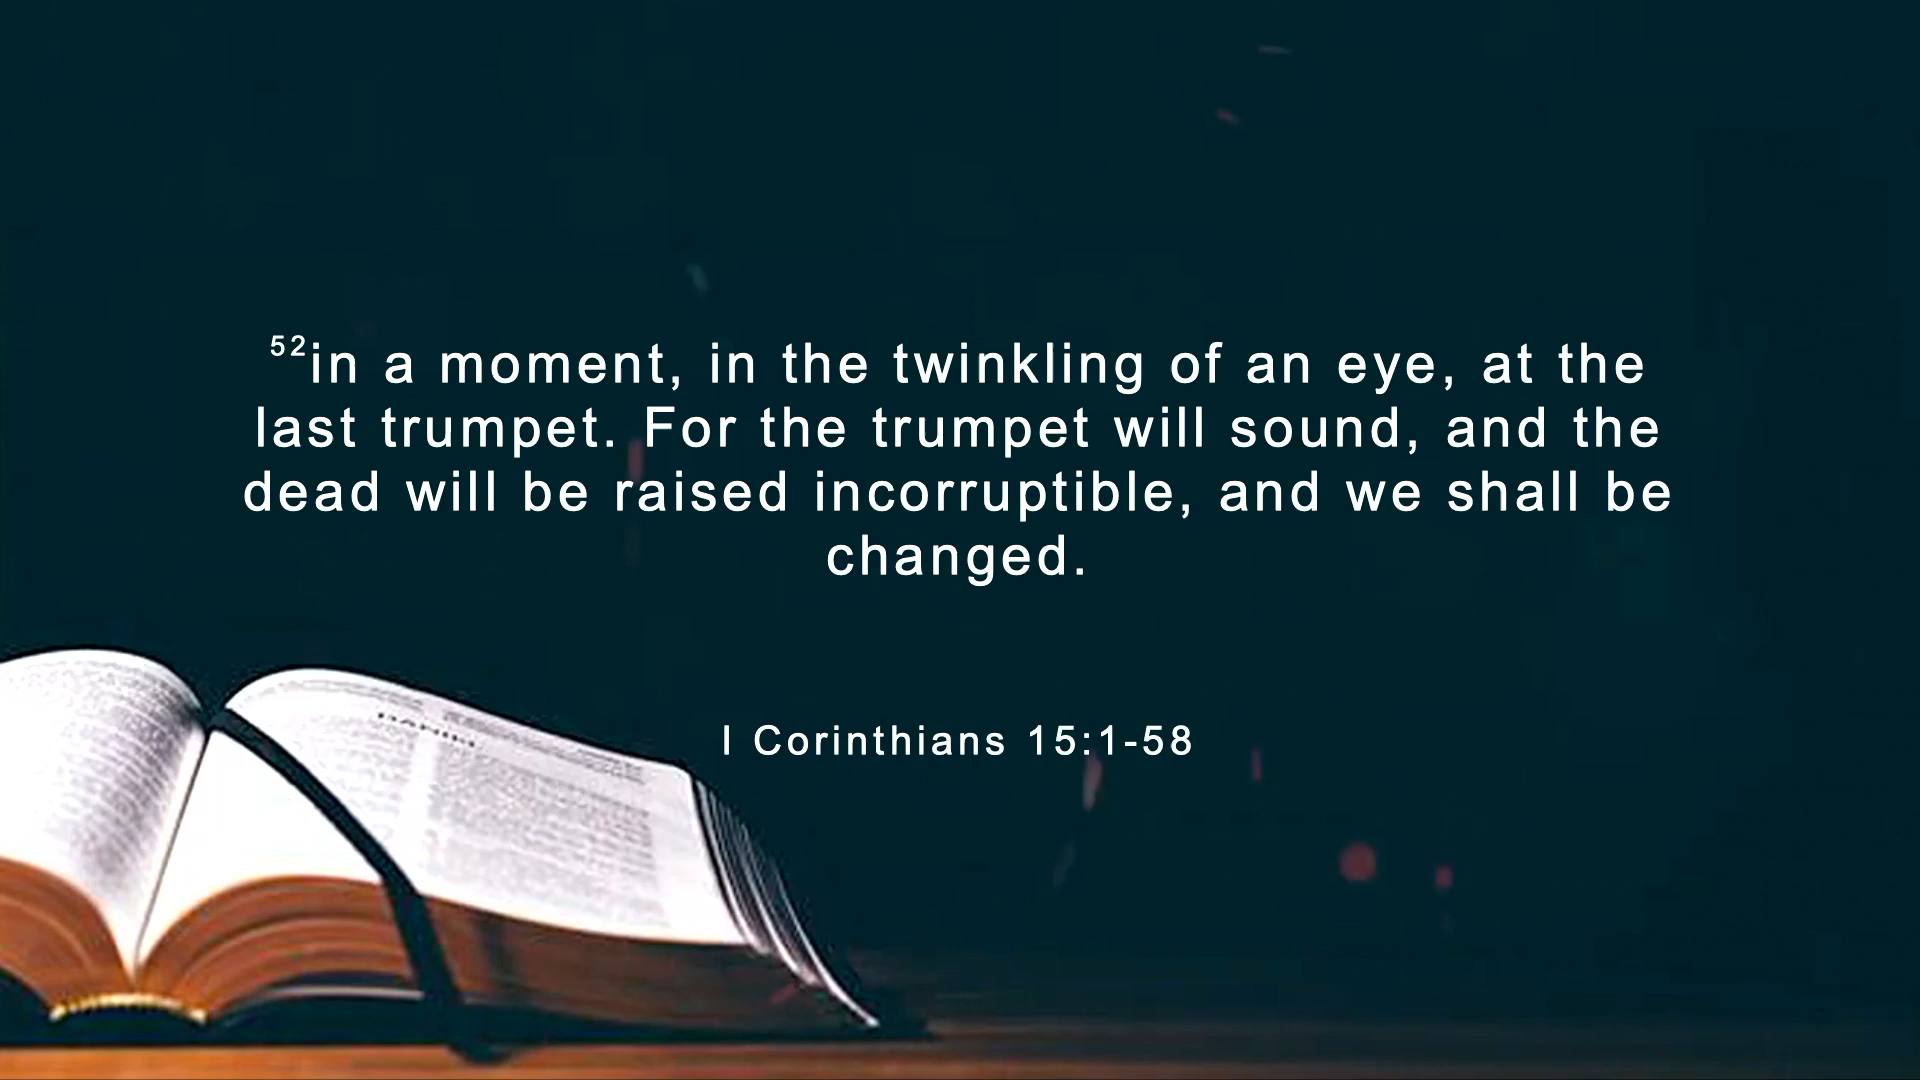 52in a moment, in the twinkling of an eye, at the
last trumpet. For the trumpet will sound, and the
dead will be raised incorruptible, and we shall be
changed.
I Corinthians 15:1-58